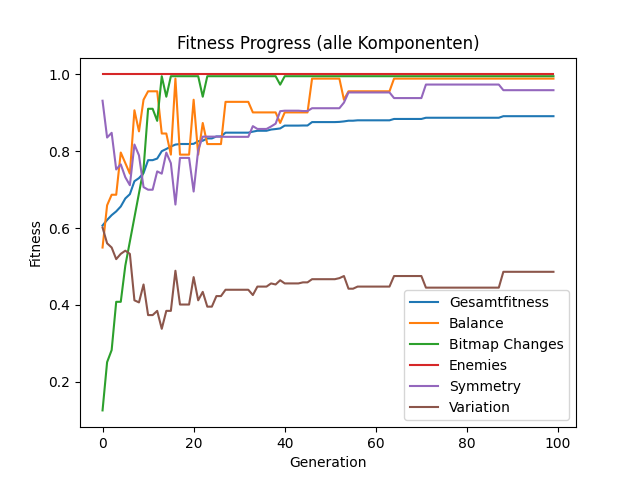 Fitness Progress (alle Komponenten)
1.0
0.8
0.6
0.4
0.2
Fitness
0
20
40
60
80
100
Generation
Gesamtfitness
Balance
Bitmap Changes
Enemies
Symmetry
Variation